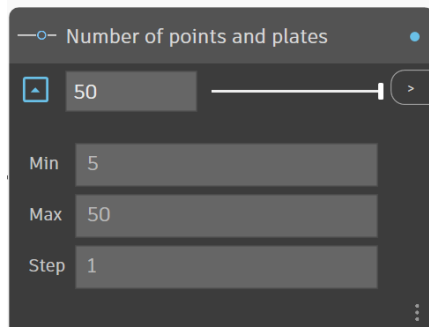 Number of points and plates
50
>
Min 5
Max 50
Step 1